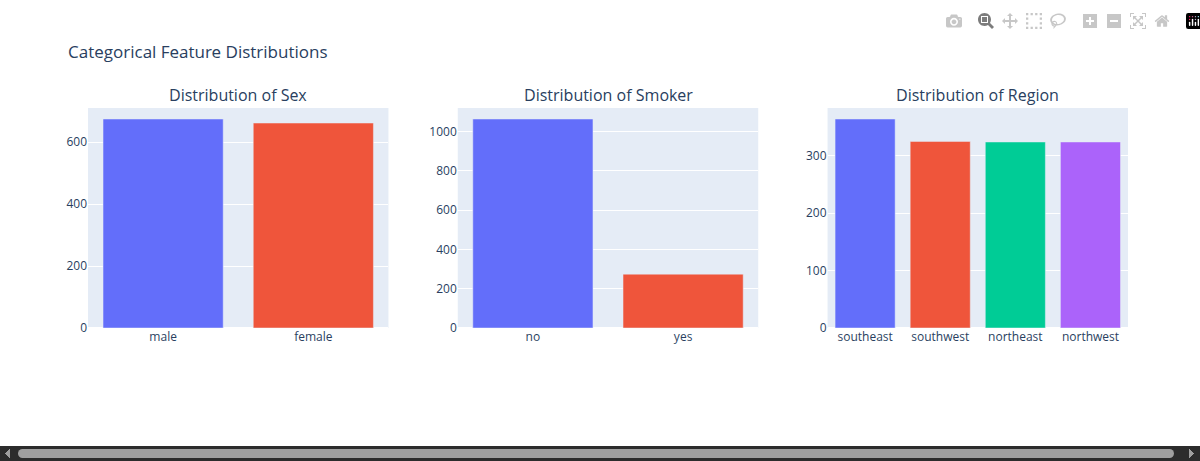 Categorical Feature Distributions
Distribution of Sex
600
400
200
0
male female
Distribution of Smoker
1000
800
600
400
200
0
no yes
Distribution of Region
300
200
100
0
southeast southwest northeast northwest